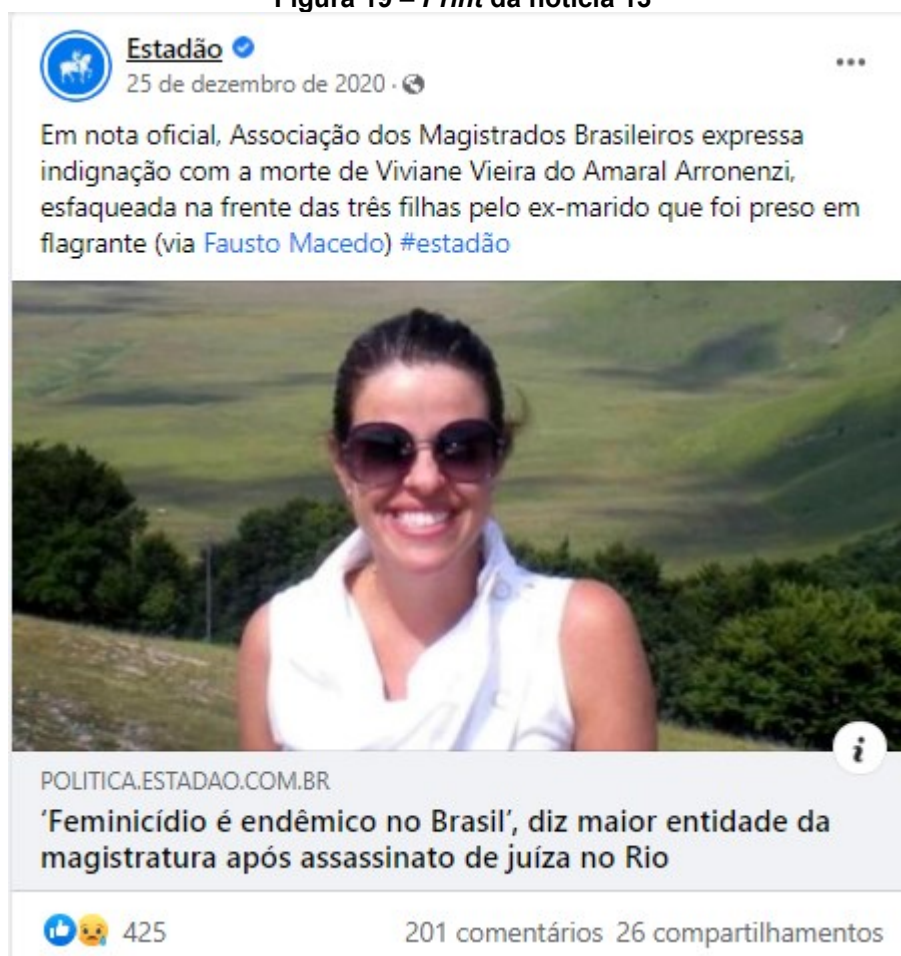 Figura 19 – Print da notícia 13
Estadão
25 de dezembro de 2020 ·
Em nota oficial, Associação dos Magistrados Brasileiros expressa
indignação com a morte de Viviane Vieira do Amaral Arronenzi,
esfaqueada na frente das três filhas pelo ex-marido que foi preso em
flagrante (via Fausto Macedo) #estadão
POLITICA.ESTADAO.COM.BR
‘Feminicídio é endêmico no Brasil’, diz maior entidade da
magistratura após assassinato de juíza no Rio
425 201 comentários 26 compartilhamentos